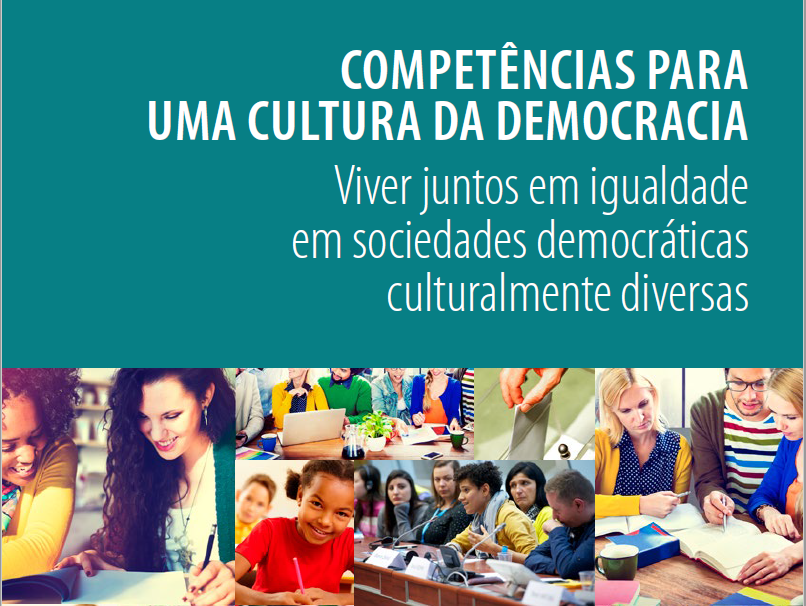 COMPETÊNCIAS PARA
UMA CULTURA DA DEMOCRACIA
Viver juntos em igualdade
em sociedades democráticas
culturalmente diversas